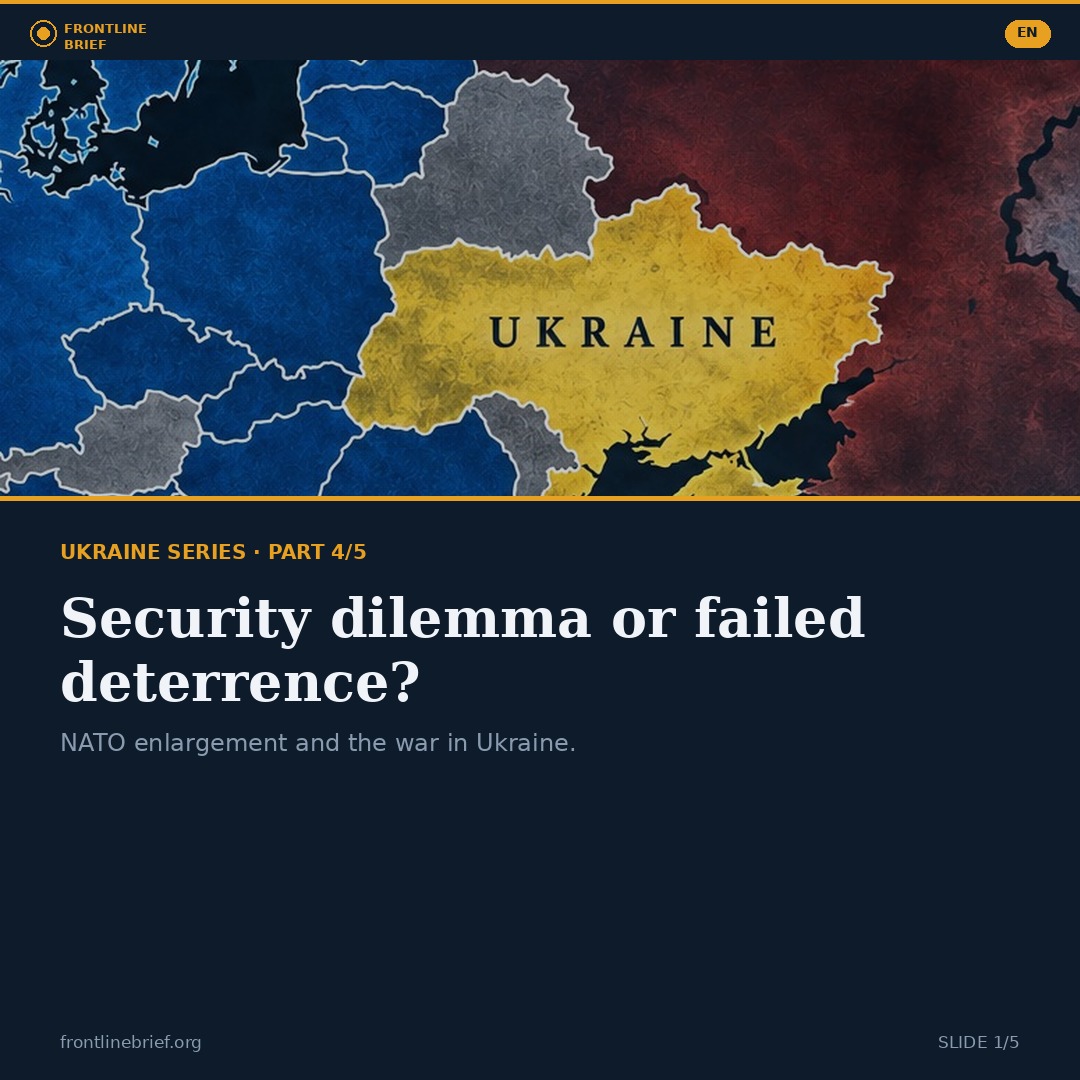 FRONTLINE
BRIEF
EN
UKRAINE
UKRAINE SERIES · PART 4/5
Security dilemma or failed
deterrence?
NATO enlargement and the war in Ukraine.
frontlinebrief.org
SLIDE 1/5